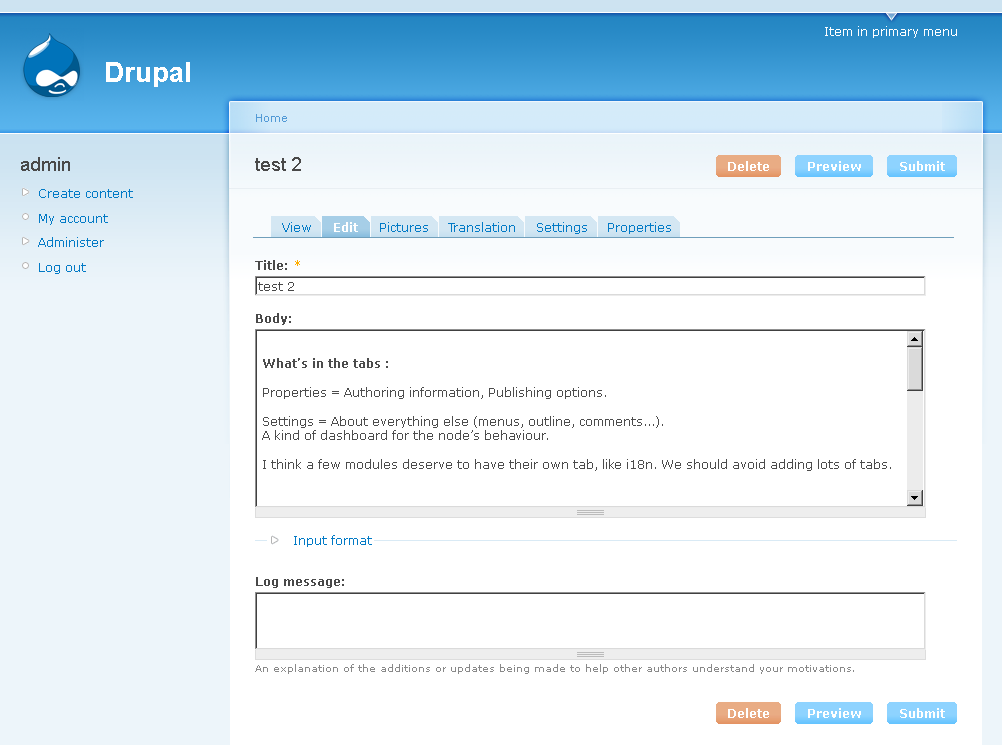 Item in primary menu
Drupal
Home
admin
Create content
My account
Administer
Log out
test 2
Delete
Preview
Submit
View
Edit
Pictures
Translation
Settings
Properties
Title: *
test 2
Body:
What's in the tabs :
Properties = Authoring information, Publishing options.
Settings = About everything else (menus, outline, comments...).
A kind of dashboard for the node's behaviour.
I think a few modules deserve to have their own tab, like i18n. We should avoid adding lots of tabs.
Input format
Log message:
An explanation of the additions or updates being made to help other authors understand your motivations.
Delete
Preview
Submit